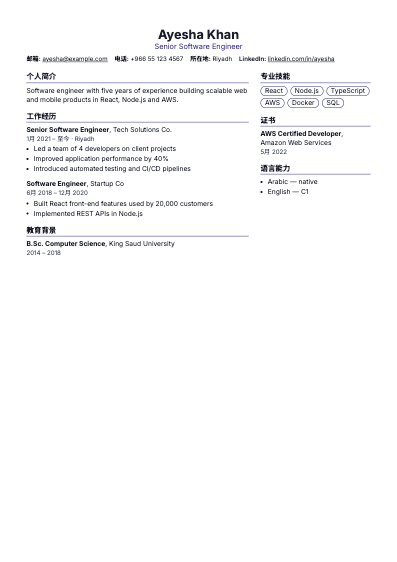 Ayesha Khan
Senior Software Engineer
邮箱: ayesha@example.com 电话: +966 55 123 4567 所在地: Riyadh LinkedIn: linkedin.com/in/ayesha
个人简介
Software engineer with five years of experience building scalable web
and mobile products in React, Node.js and AWS.
工作经历
Senior Software Engineer, Tech Solutions Co.
1月 2021 – 至今 · Riyadh
• Led a team of 4 developers on client projects
• Improved application performance by 40%
• Introduced automated testing and CI/CD pipelines
Software Engineer, Startup Co
6月 2018 – 12月 2020
• Built React front-end features used by 20,000 customers
• Implemented REST APIs in Node.js
教育背景
B.Sc. Computer Science, King Saud University
2014 – 2018
专业技能
React Node.js TypeScript
AWS Docker SQL
证书
AWS Certified Developer,
Amazon Web Services
5月 2022
语言能力
• Arabic — native
• English — C1